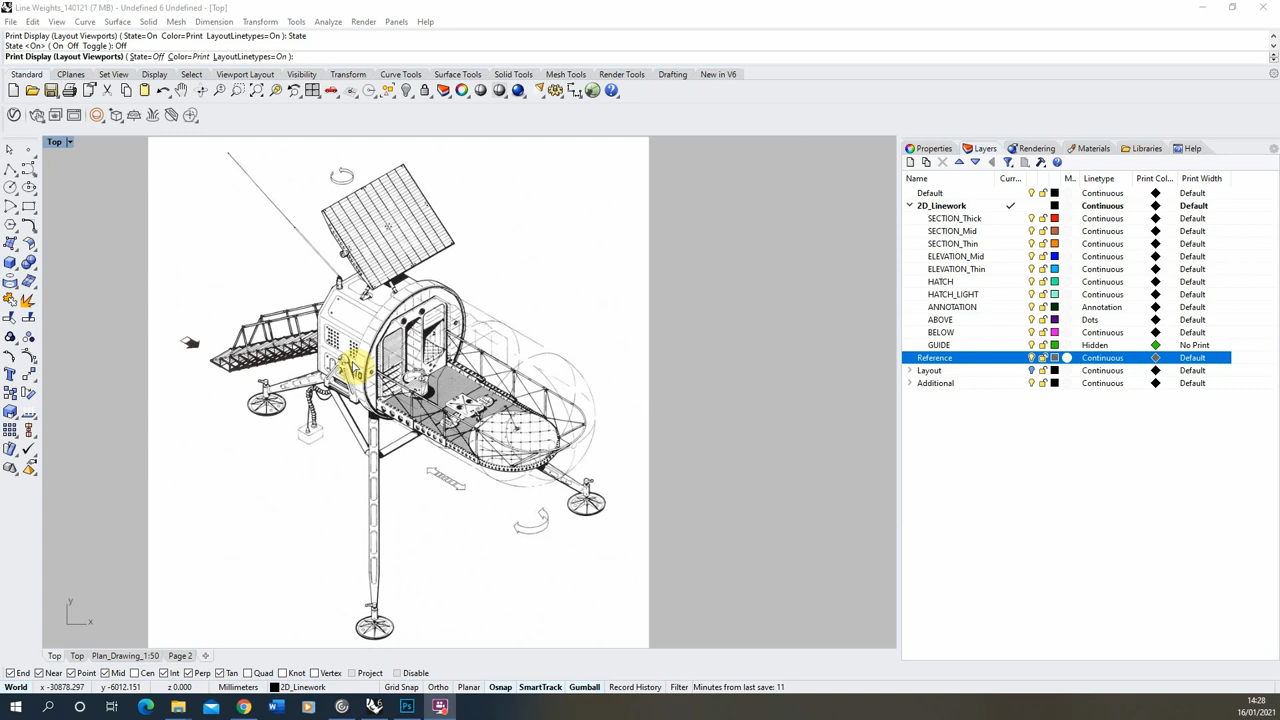 Line Weights_140121 (7 MB) - Undefined 6 Undefined - [Top]
File Edit View Curve Surface Solid Mesh Dimension Transform Tools Analyze Render Panels Help
Print Display (Layout Viewports) ( State=On Color=Print LayoutLinetypes=On ): State
State <On> ( On Off Toggle ): Off
Print Display (Layout Viewports) ( State=Off Color=Print LayoutLinetypes=On ):
Standard CPlanes Set View Display Select Viewport Layout Visibility Transform Curve Tools Surface Tools Solid Tools Mesh Tools Render Tools Drafting New in V6
Top
Properties Layers Rendering Materials Libraries Help
Name Curr... M.. Linetype Print Col... Print Width
Default Continuous Default
2D_Linework Continuous Default
SECTION_Thick Continuous Default
SECTION_Mid Continuous Default
SECTION_Thin Continuous Default
ELEVATION_Mid Continuous Default
ELEVATION_Thin Continuous Default
HATCH Continuous Default
HATCH_LIGHT Continuous Default
ANNOTATION Annotation Default
ABOVE Dots Default
BELOW Continuous Default
GUIDE Hidden No Print
Reference Continuous Default
Layout Continuous Default
Additional Continuous Default
y
x
Top Top Plan_Drawing_1:50 Page 2
End Near Point Mid Cen Int Perp Tan Quad Knot Vertex Project Disable
World x -30878.297 y -6012.151 z 0.000 Millimeters 2D_Linework Grid Snap Ortho Planar Osnap SmartTrack Gumball Record History Filter Minutes from last save: 11
14:28
16/01/2021